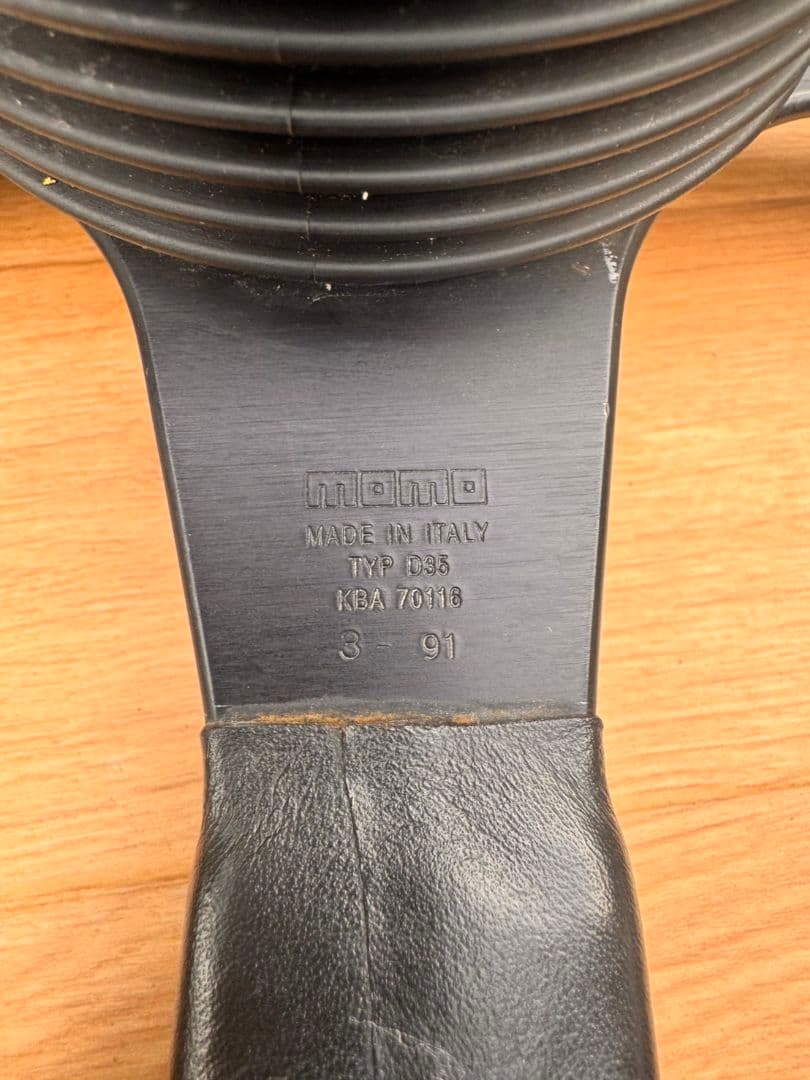 momo
MADE IN ITALY
TYP D35
KBA 70116
3 - 91